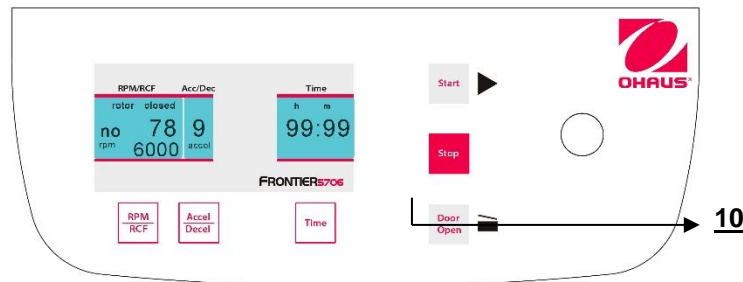 RPM/RCF Acc/Dec Time
rotor closed h m
no 78 9 99:99
rpm 6000 accel
FRONTIER5706
RPM
RCF
Accel
Decel
Time
Start
Stop
Door
Open
OHAUS®
10